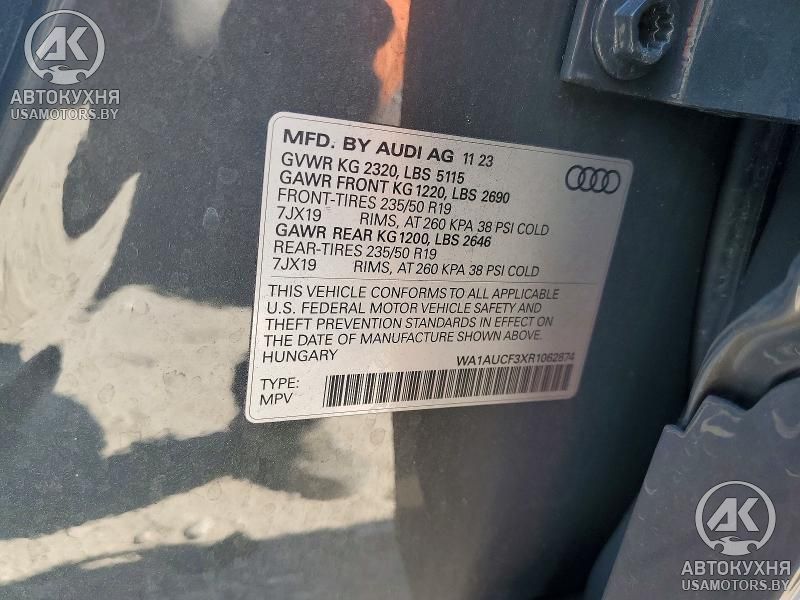 AK
АВТОКУХНЯ
USAMOTORS.BY
MFD. BY AUDI AG 11 23
GVWR KG 2320, LBS 5115
GAWR FRONT KG 1220, LBS 2690
FRONT-TIRES 235/50 R19
7JX19 RIMS, AT 260 KPA 38 PSI COLD
GAWR REAR KG 1200, LBS 2646
REAR-TIRES 235/50 R19
7JX19 RIMS, AT 260 KPA 38 PSI COLD
THIS VEHICLE CONFORMS TO ALL APPLICABLE
U.S. FEDERAL MOTOR VEHICLE SAFETY AND
THEFT PREVENTION STANDARDS IN EFFECT ON
THE DATE OF MANUFACTURE SHOWN ABOVE.
HUNGARY WA1AUCF3XR1062874
TYPE:
MPV
AK
АВТОКУХНЯ
USAMOTORS.BY